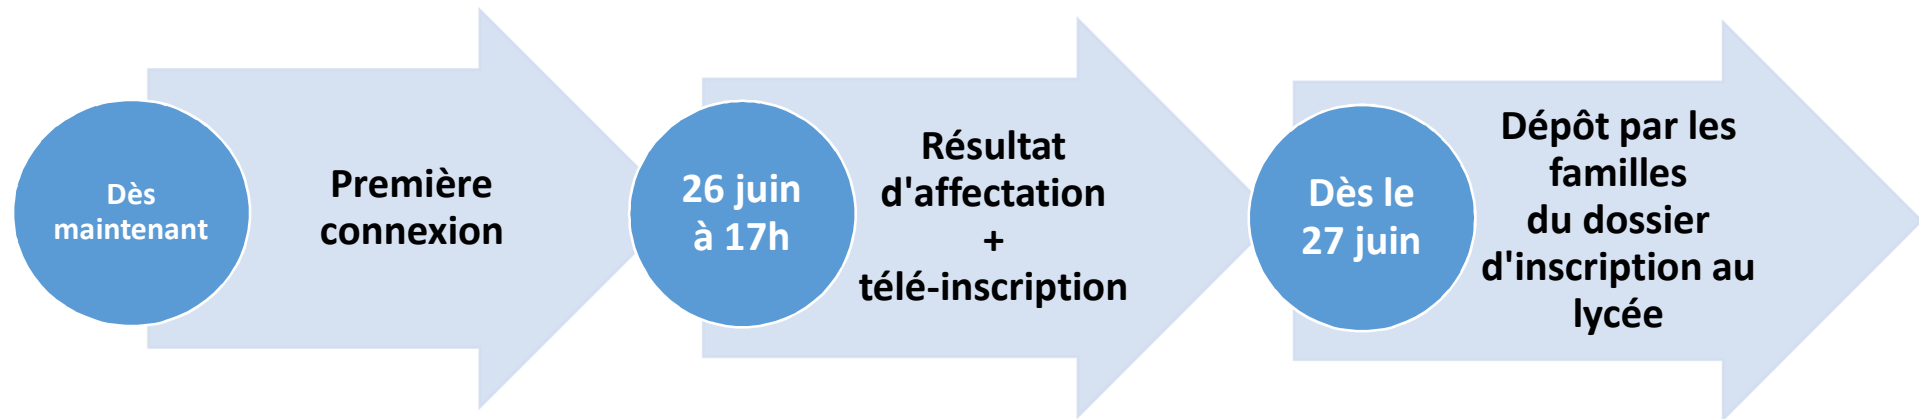 Dès
maintenant
Première
connexion
26 juin
à 17h
Résultat
d'affectation
+
télé-inscription
Dès le
27 juin
Dépôt par les
familles
du dossier
d'inscription au
lycée